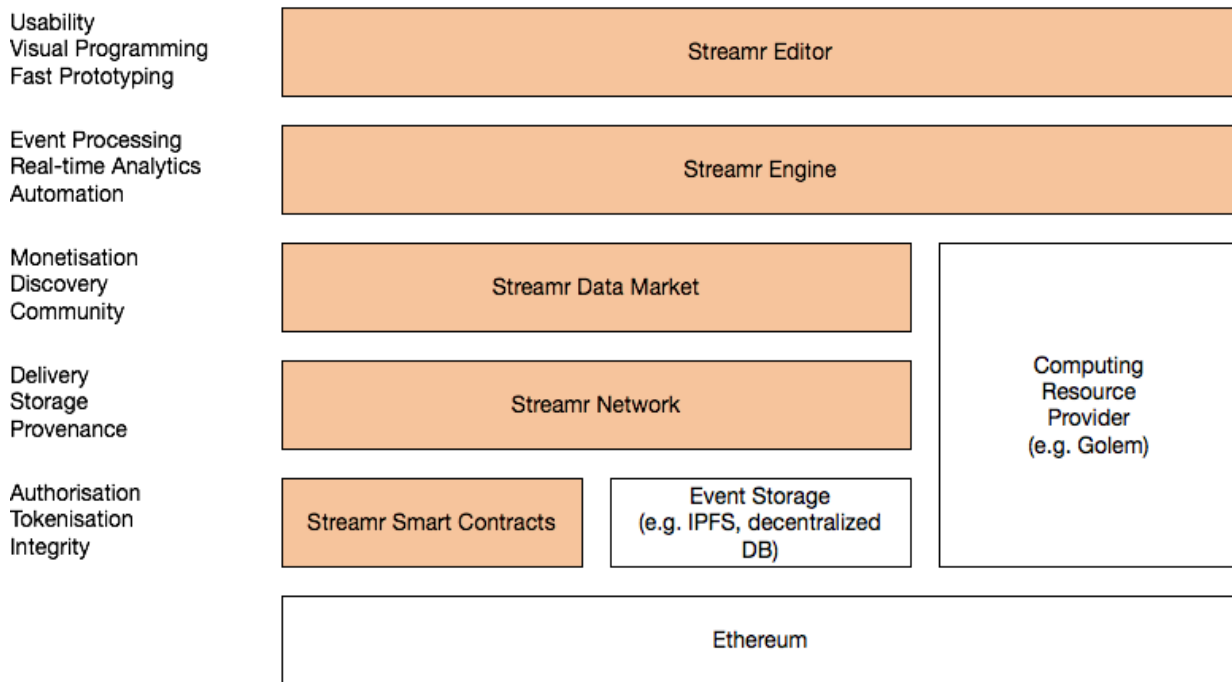 Usability
Visual Programming
Fast Prototyping
Streamr Editor
Event Processing
Real-time Analytics
Automation
Streamr Engine
Monetisation
Discovery
Community
Streamr Data Market
Delivery
Storage
Provenance
Streamr Network
Computing
Resource
Provider
(e.g. Golem)
Authorisation
Tokenisation
Integrity
Streamr Smart Contracts
Event Storage
(e.g. IPFS, decentralized
DB)
Ethereum